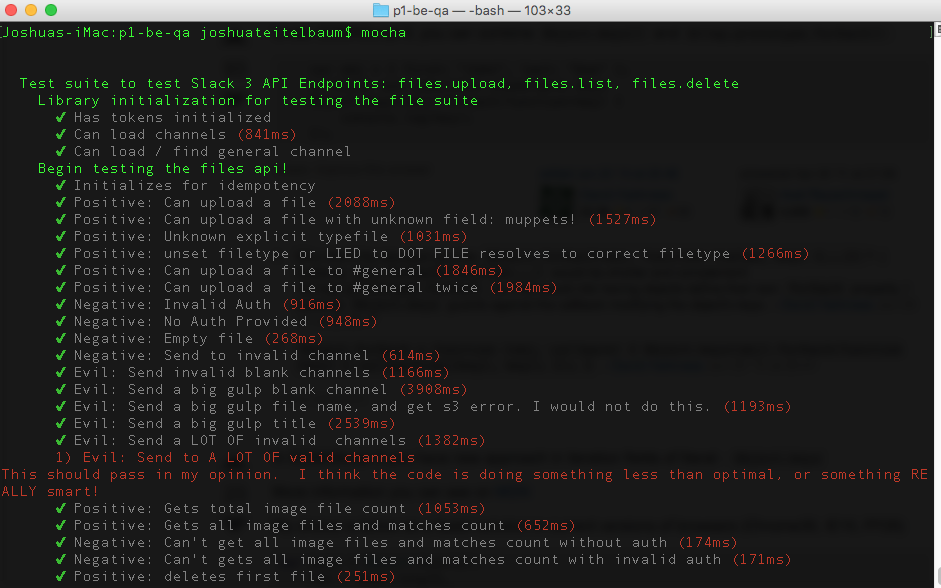 p1-be-qa — -bash — 103×33
[Joshuas-iMac:p1-be-qa joshuateitelbaum$ mocha ]
Test suite to test Slack 3 API Endpoints: files.upload, files.list, files.delete
Library initialization for testing the file suite
✔ Has tokens initialized
✔ Can load channels (841ms)
✔ Can load / find general channel
Begin testing the files api!
✔ Initializes for idempotency
✔ Positive: Can upload a file (2088ms)
✔ Positive: Can upload a file with unknown field: muppets! (1527ms)
✔ Positive: Unknown explicit typefile (1031ms)
✔ Positive: unset filetype or LIED to DOT FILE resolves to correct filetype (1266ms)
✔ Positive: Can upload a file to #general (1846ms)
✔ Positive: Can upload a file to #general twice (1984ms)
✔ Negative: Invalid Auth (916ms)
✔ Negative: No Auth Provided (948ms)
✔ Negative: Empty file (268ms)
✔ Negative: Send to invalid channel (614ms)
✔ Evil: Send invalid blank channels (1166ms)
✔ Evil: Send a big gulp blank channel (3908ms)
✔ Evil: Send a big gulp file name, and get s3 error. I would not do this. (1193ms)
✔ Evil: Send a big gulp title (2539ms)
✔ Evil: Send a LOT OF invalid  channels (1382ms)
1) Evil: Send to A LOT OF valid channels
This should pass in my opinion.  I think the code is doing something less than optimal, or something RE
ALLY smart!
✔ Positive: Gets total image file count (1053ms)
✔ Positive: Gets all image files and matches count (652ms)
✔ Negative: Can't get all image files and matches count without auth (174ms)
✔ Negative: Can't gets all image files and matches count with invalid auth (171ms)
✔ Positive: deletes first file (251ms)